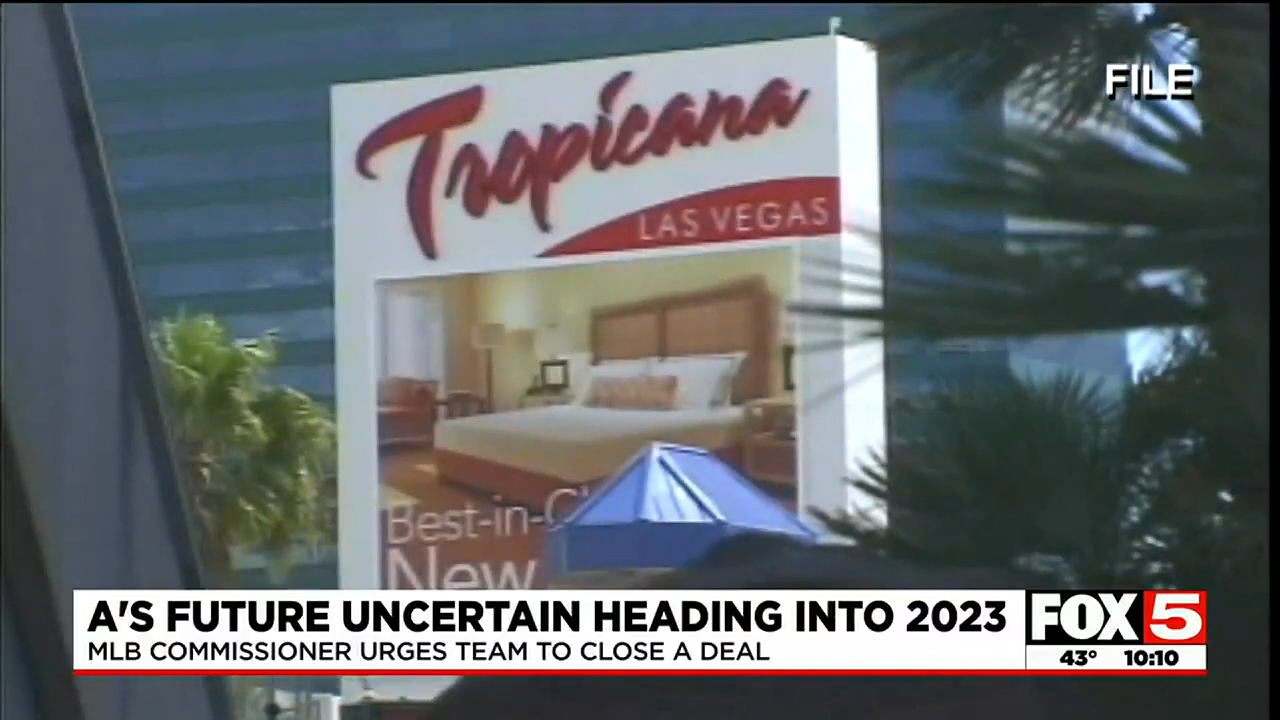 FILE
Tropicana
LAS VEGAS
Best-in-
New
A'S FUTURE UNCERTAIN HEADING INTO 2023
MLB COMMISSIONER URGES TEAM TO CLOSE A DEAL
FOX 5
43° 10:10